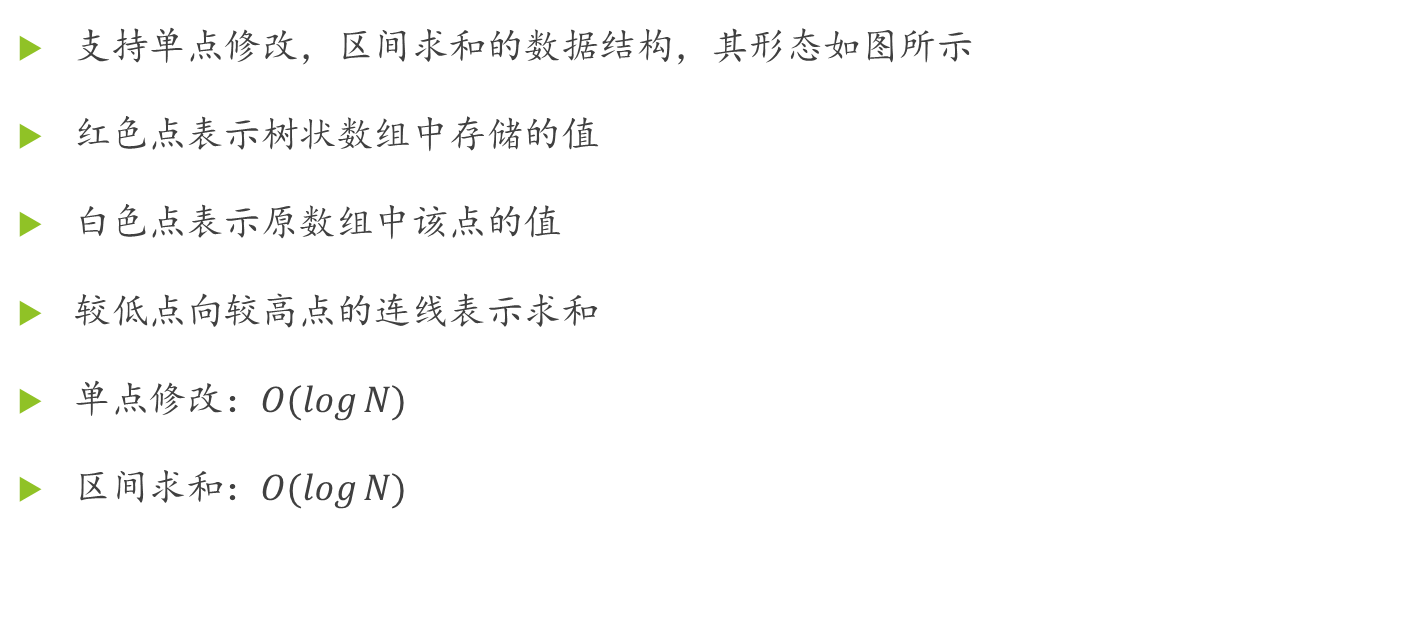 支持单点修改，区间求和的数据结构，其形态如图所示
红色点表示树状数组中存储的值
白色点表示原数组中该点的值
较低点向较高点的连线表示求和
单点修改：O(log N)
区间求和：O(log N)